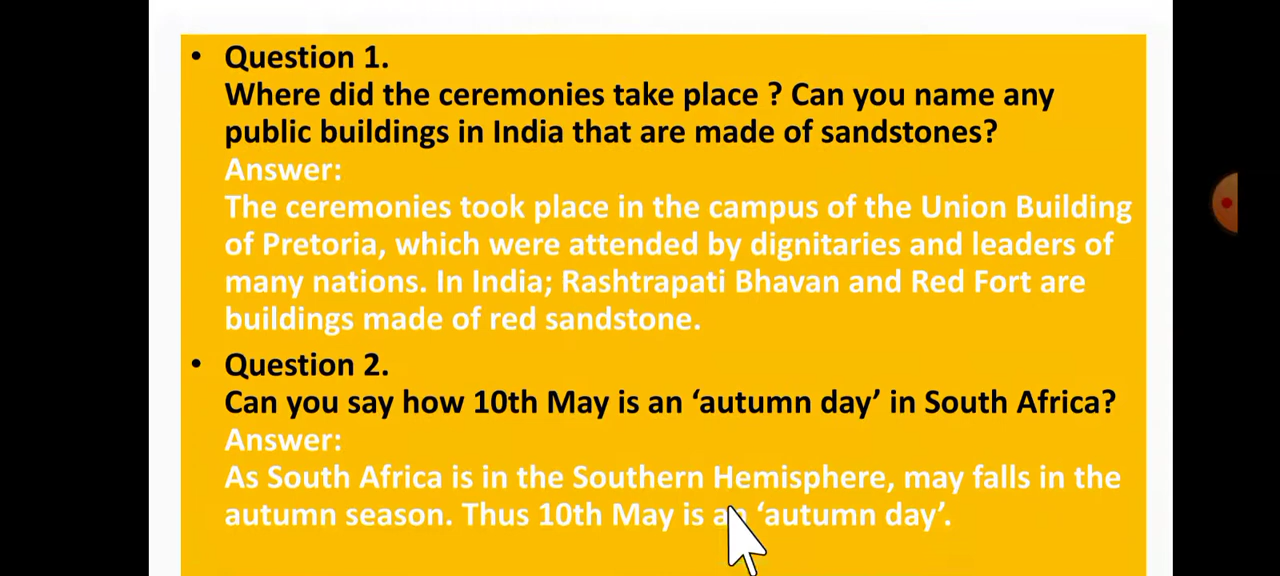 • Question 1.
Where did the ceremonies take place ? Can you name any
public buildings in India that are made of sandstones?
Answer:
The ceremonies took place in the campus of the Union Building
of Pretoria, which were attended by dignitaries and leaders of
many nations. In India; Rashtrapati Bhavan and Red Fort are
buildings made of red sandstone.
• Question 2.
Can you say how 10th May is an ‘autumn day’ in South Africa?
Answer:
As South Africa is in the Southern Hemisphere, may falls in the
autumn season. Thus 10th May is an ‘autumn day’.